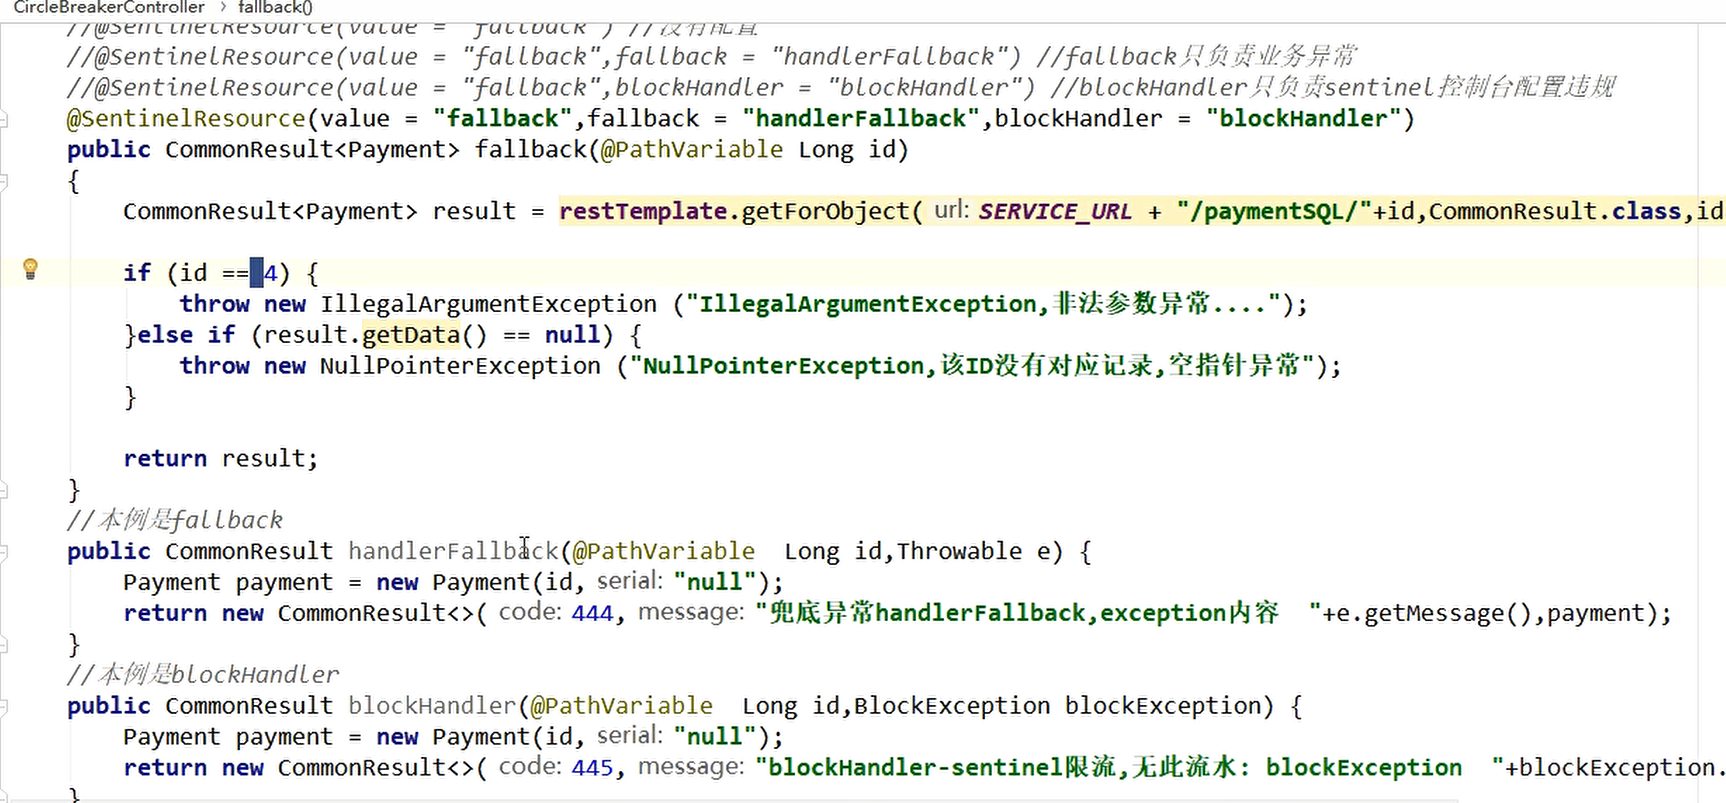 CircleBreakerController > fallback()
//@SentinelResource(value = "fallback") //没有配置
//@SentinelResource(value = "fallback",fallback = "handlerFallback") //fallback只负责业务异常
//@SentinelResource(value = "fallback",blockHandler = "blockHandler") //blockHandler只负责sentinel控制台配置违规
@SentinelResource(value = "fallback",fallback = "handlerFallback",blockHandler = "blockHandler")
public CommonResult<Payment> fallback(@PathVariable Long id)
{
CommonResult<Payment> result = restTemplate.getForObject( url: SERVICE_URL + "/paymentSQL/"+id,CommonResult.class,id
if (id == 4) {
throw new IllegalArgumentException ("IllegalArgumentException,非法参数异常....");
}else if (result.getData() == null) {
throw new NullPointerException ("NullPointerException,该ID没有对应记录,空指针异常");
}
return result;
}
//本例是fallback
public CommonResult handlerFallback(@PathVariable  Long id,Throwable e) {
Payment payment = new Payment(id, serial: "null");
return new CommonResult<>( code: 444, message: "兜底异常handlerFallback,exception内容  "+e.getMessage(),payment);
}
//本例是blockHandler
public CommonResult blockHandler(@PathVariable  Long id,BlockException blockException) {
Payment payment = new Payment(id, serial: "null");
return new CommonResult<>( code: 445, message: "blockHandler-sentinel限流,无此流水: blockException  "+blockException.
}